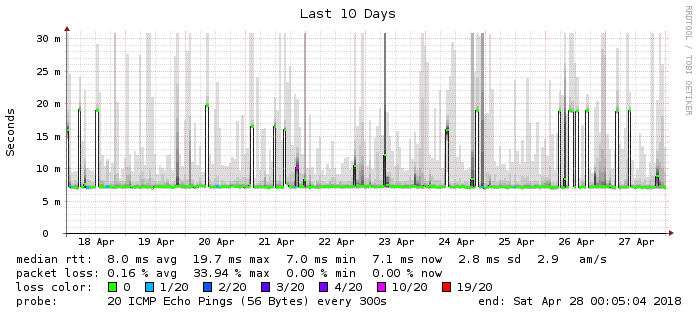 Last 10 Days
RRDTOOL / TOBI OETIKER
Seconds
30 m
25 m
20 m
15 m
10 m
5 m
0
18 Apr 19 Apr 20 Apr 21 Apr 22 Apr 23 Apr 24 Apr 25 Apr 26 Apr 27 Apr
median rtt: 8.0 ms avg 19.7 ms max 7.0 ms min 7.1 ms now 2.8 ms sd 2.9 am/s
packet loss: 0.16 % avg 33.94 % max 0.00 % min 0.00 % now
loss color: 0 1/20 2/20 3/20 4/20 10/20 19/20
probe: 20 ICMP Echo Pings (56 Bytes) every 300s end: Sat Apr 28 00:05:04 2018